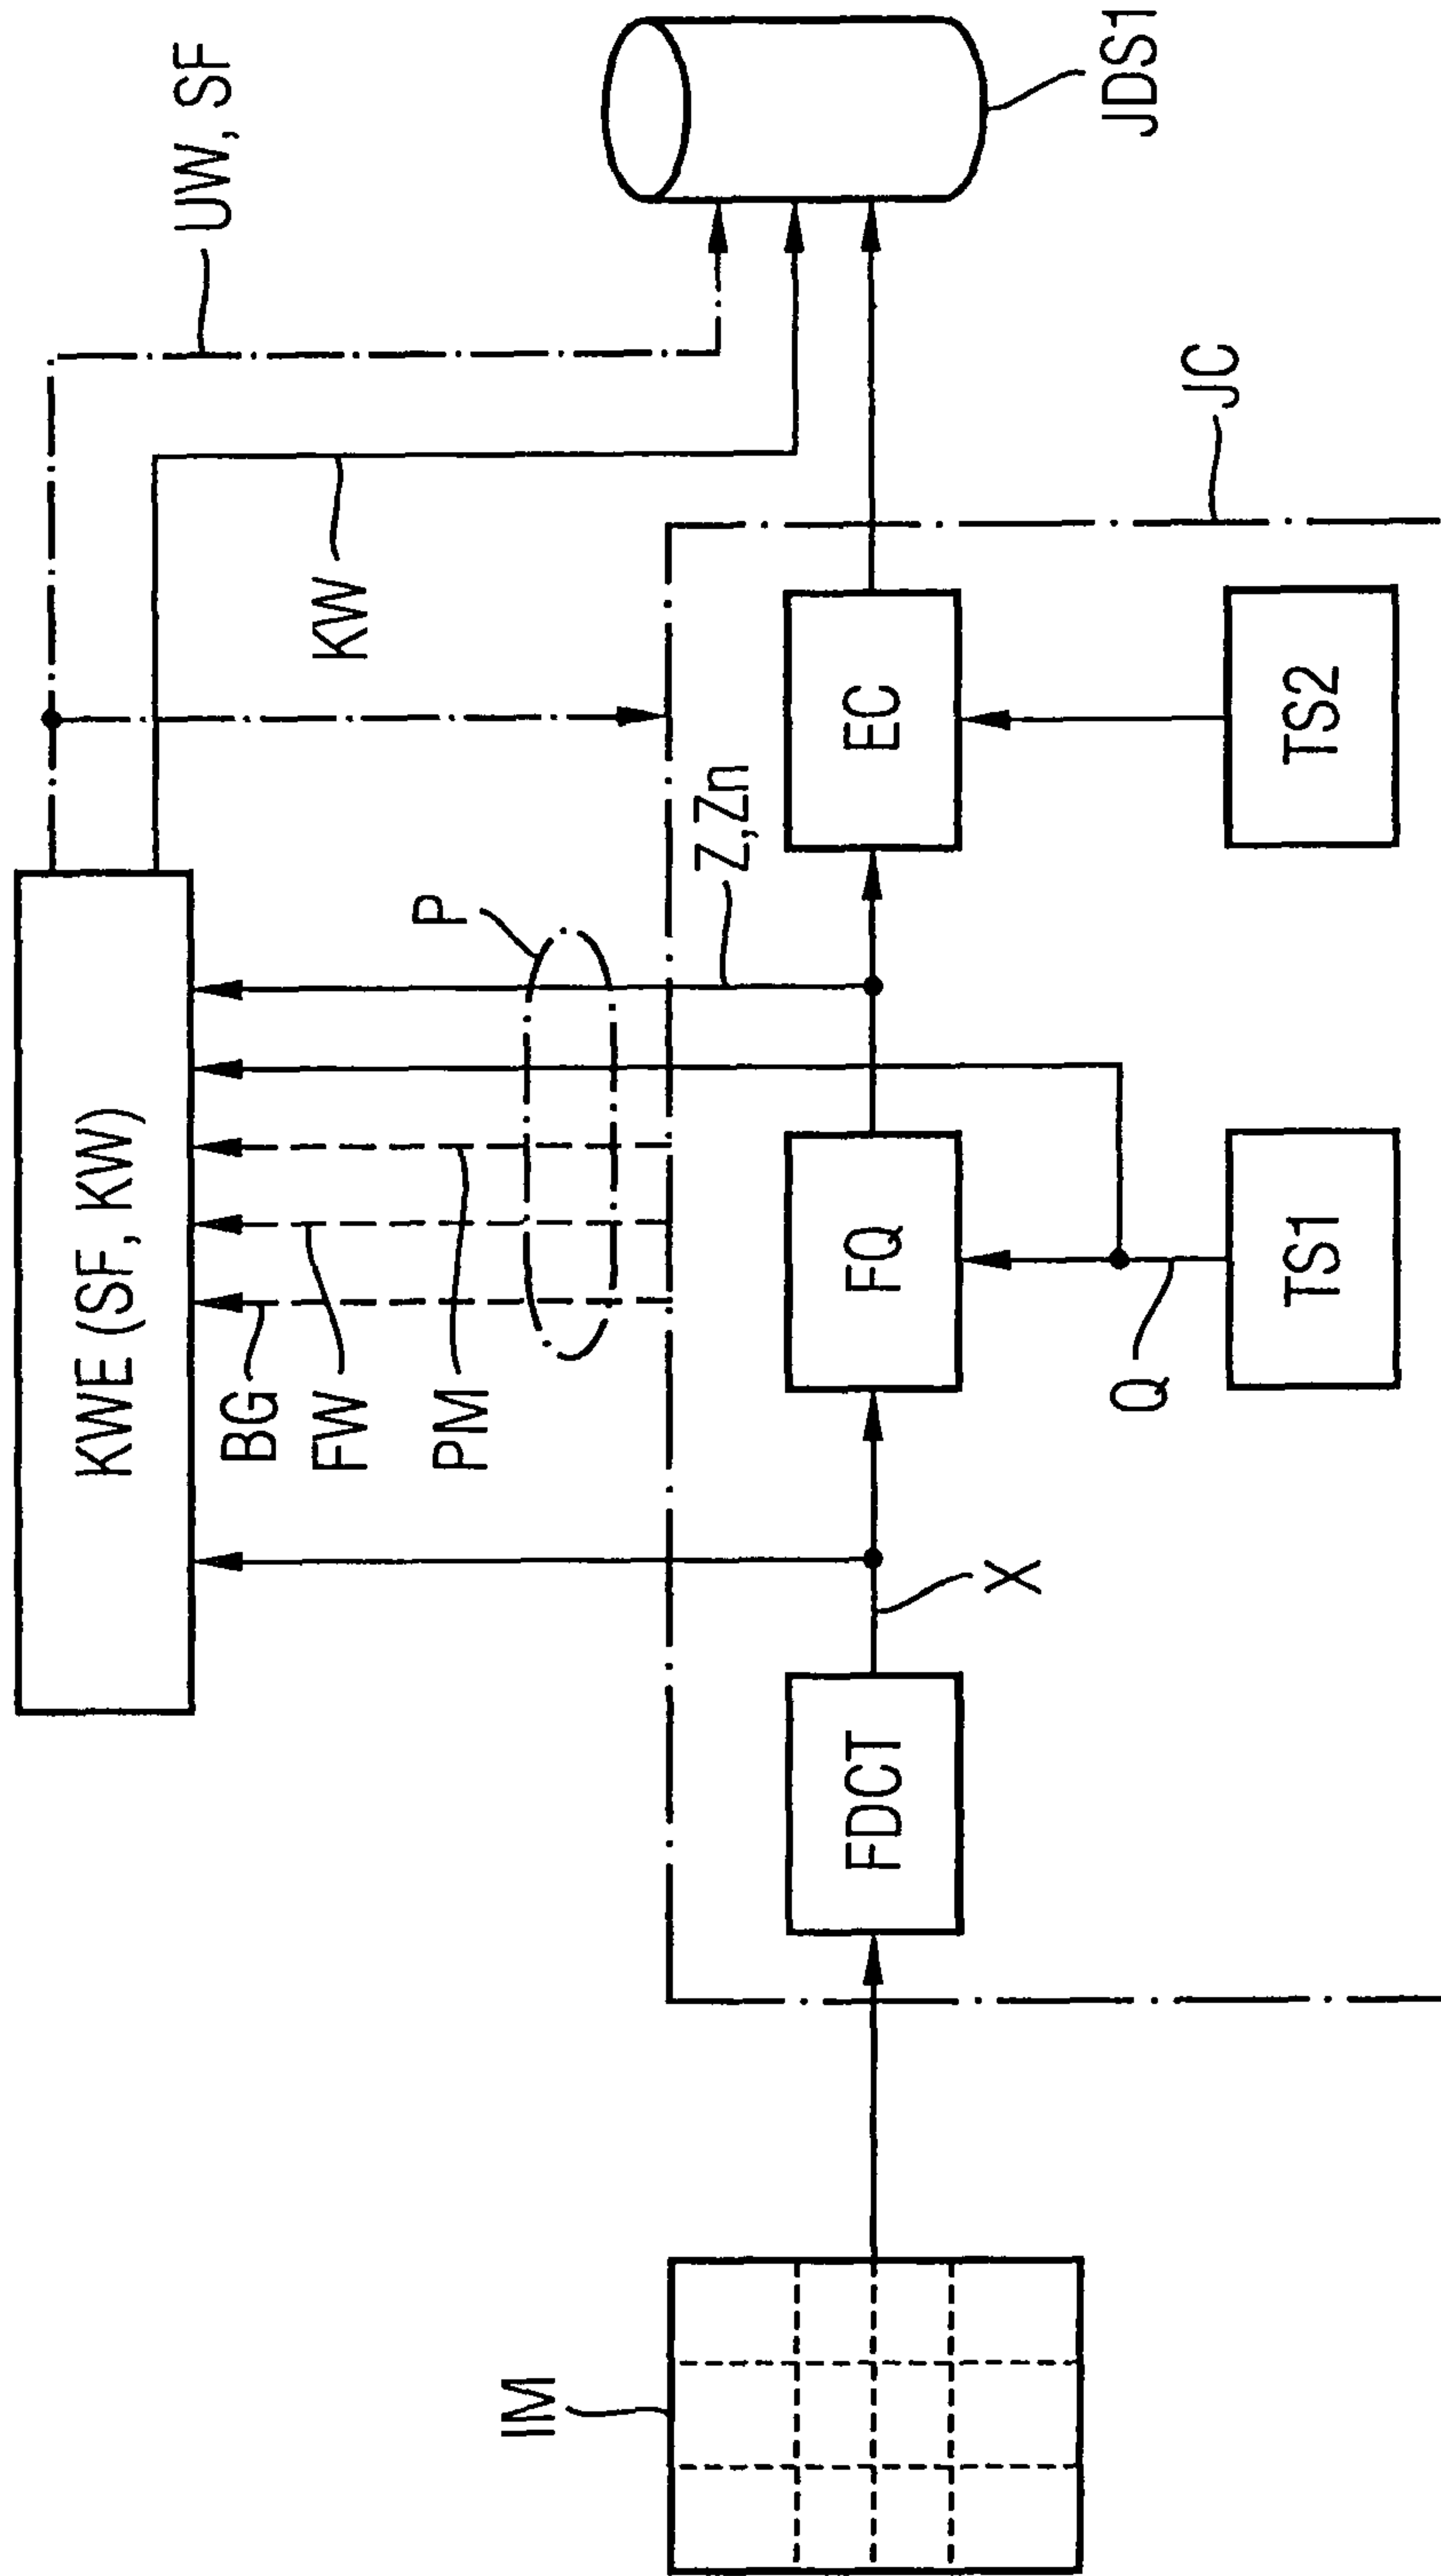 KWE (SF, KW)
UW, SF
KW
BG
FW
PM
P
Z,Zn
IM
FDCT
X
FQ
EC
JDS1
JC
Q
TS1
TS2